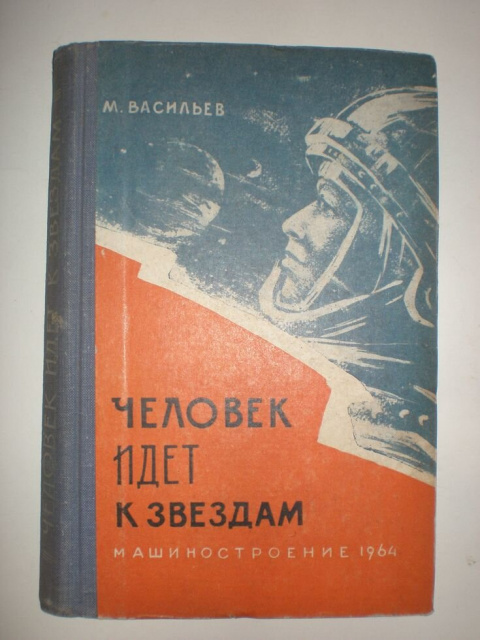 М. ВАСИЛЬЕВ
ЧЕЛОВЕК
ИДЕТ
К ЗВЕЗДАМ
МАШИНОСТРОЕНИЕ 1964
ЧЕЛОВЕК ИДЕТ К ЗВЕЗДАМ